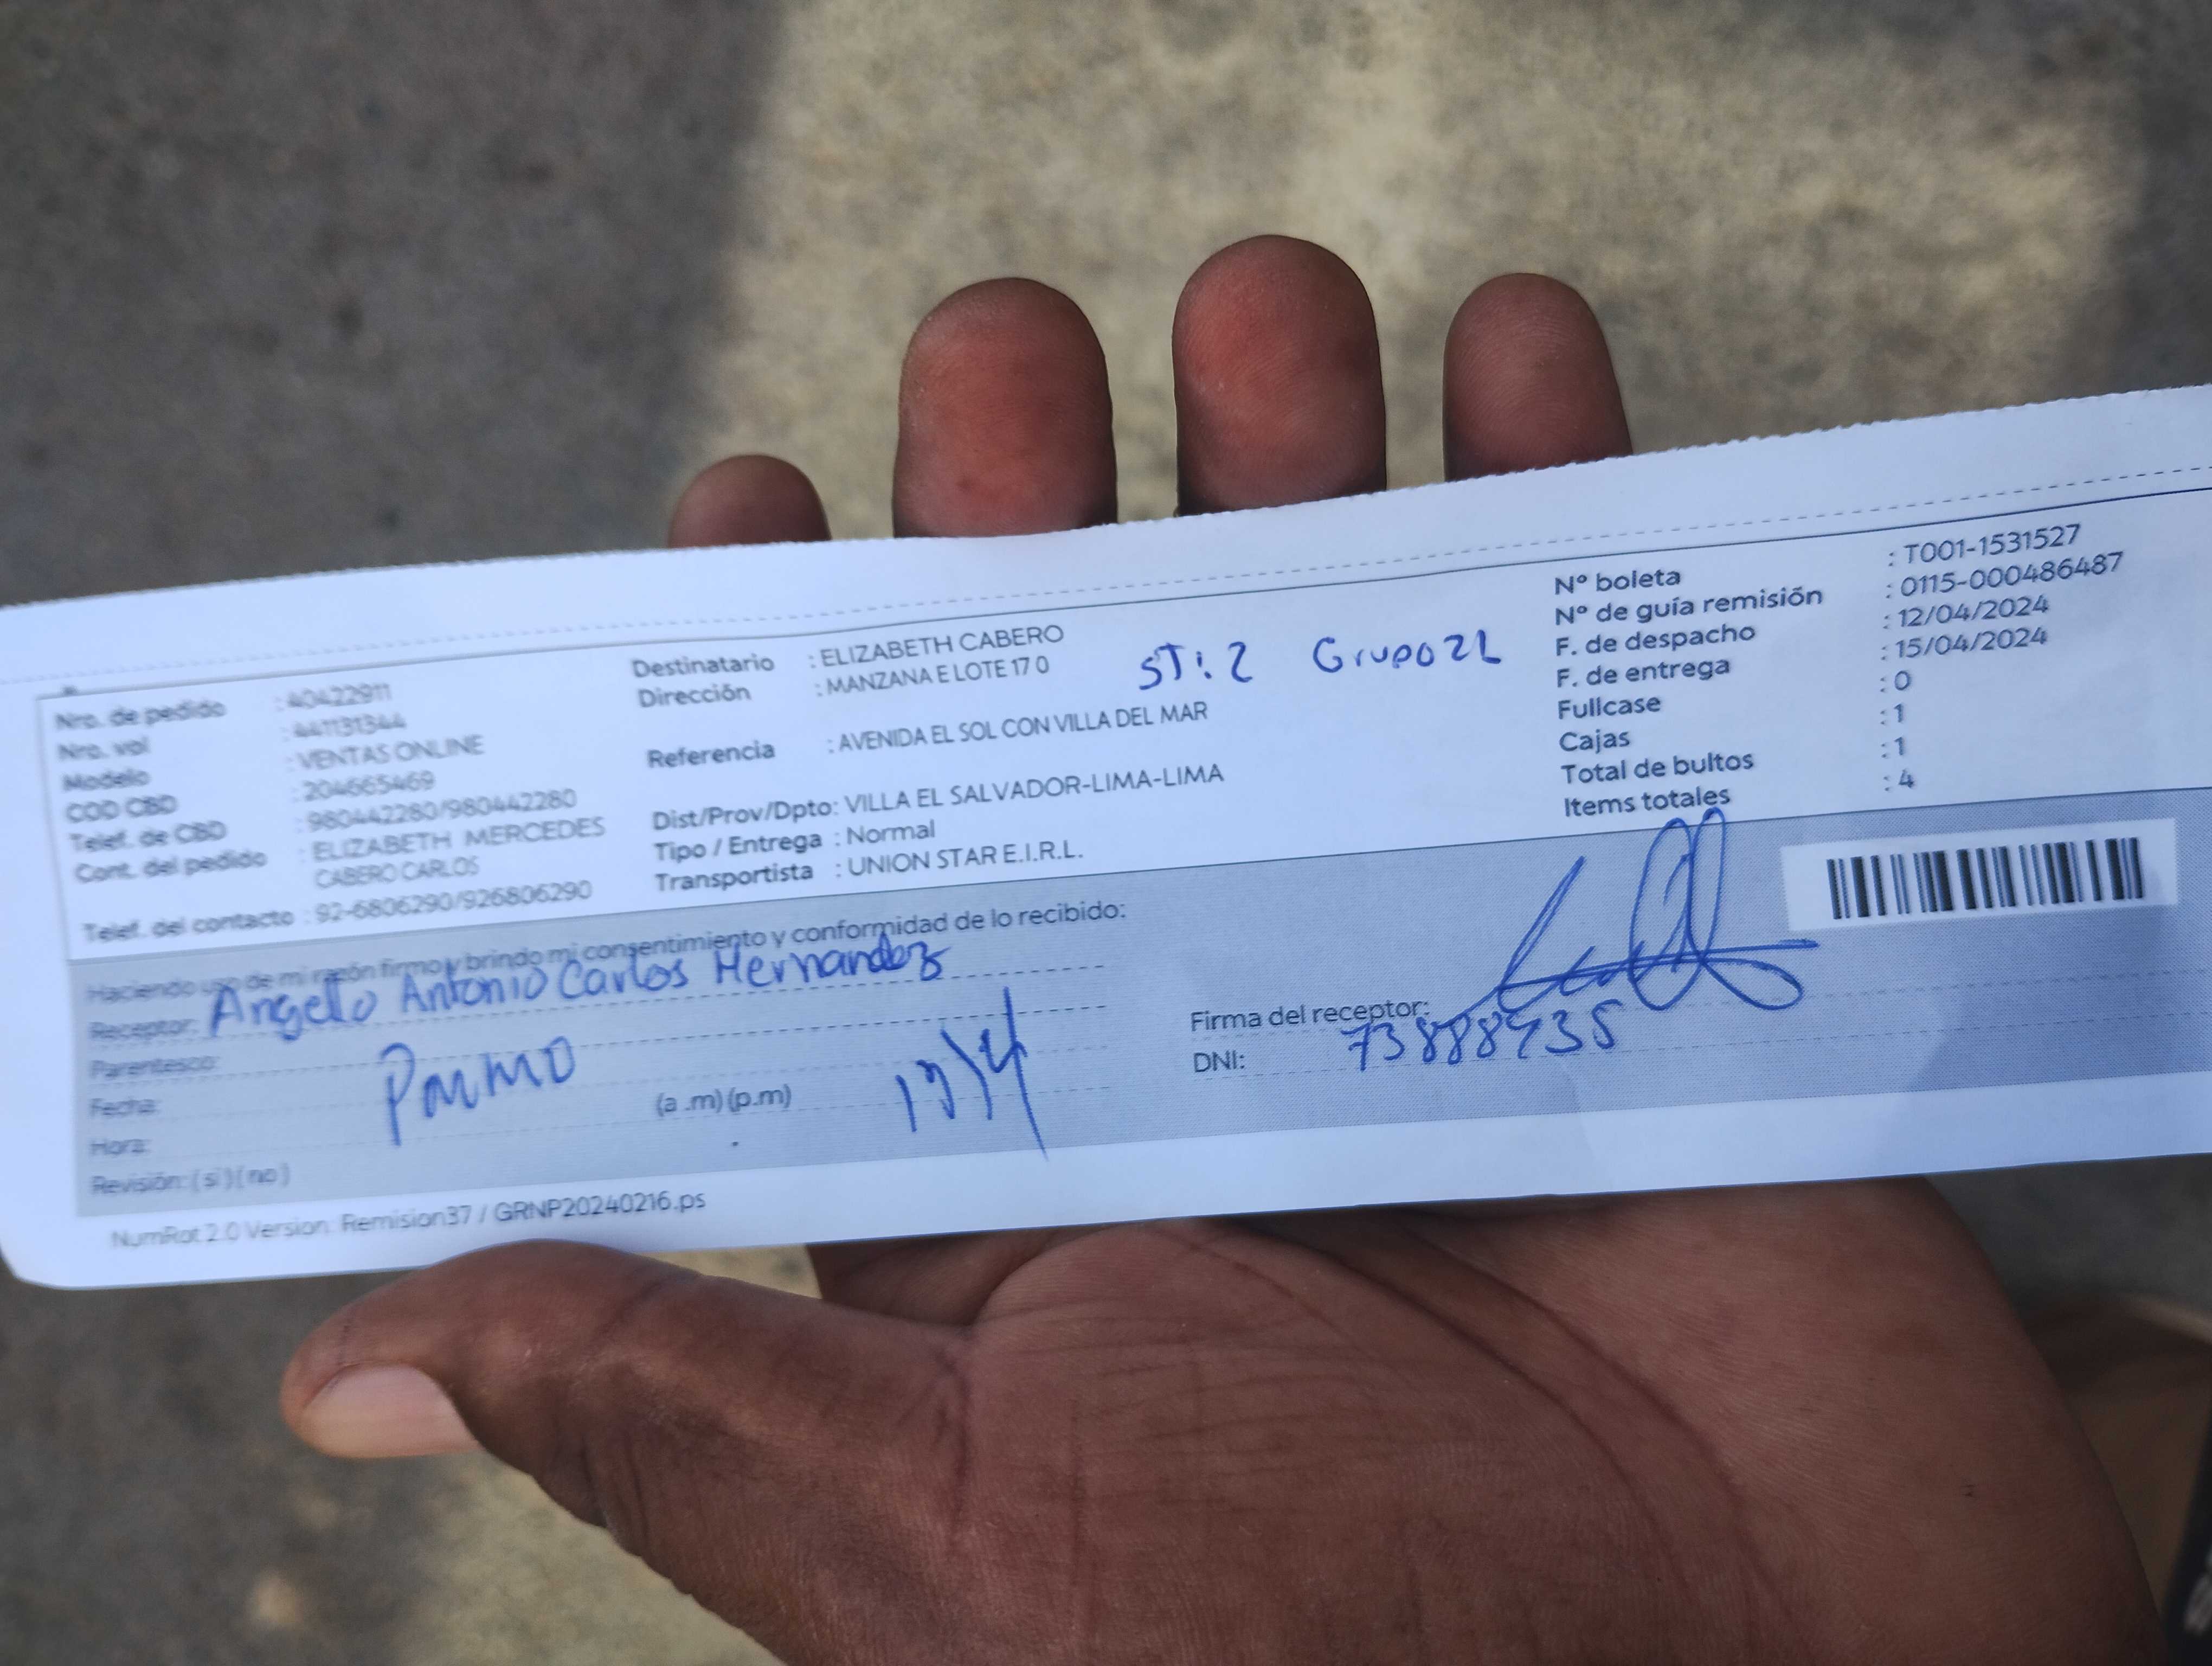 Nro. de pedido : 40422911
Nro. vol : 441131344
Modelo : VENTAS ONLINE
COD CBD : 204665469
Telef. de CBD : 980442280/980442280
Cont. del pedido : ELIZABETH MERCEDES
CABERO CARLOS
Telef. del contacto : 92-6806290/926806290
Destinatario : ELIZABETH CABERO
Dirección : MANZANA E LOTE 17 0
ST: 2 Grupo 2L
Referencia : AVENIDA EL SOL CON VILLA DEL MAR
Dist/Prov/Dpto: VILLA EL SALVADOR-LIMA-LIMA
Tipo / Entrega : Normal
Transportista : UNION STAR E.I.R.L.
Nº boleta : T001-1531527
Nº de guía remisión : 0115-000486487
F. de despacho : 12/04/2024
F. de entrega : 15/04/2024
Fullcase : 0
Cajas : 1
Total de bultos : 1
Items totales : 4
Haciendo uso de mi razón firmo y brindo mi consentimiento y conformidad de lo recibido:
Receptor: Angello Antonio Carlos Hernandez
Parentesco:
Fecha:
Hora: (a .m) (p.m)
Revisión: ( si ) ( no )
Firma del receptor:
DNI:
NumRot 2.0 Version: Remision37 / GRNP20240216.ps